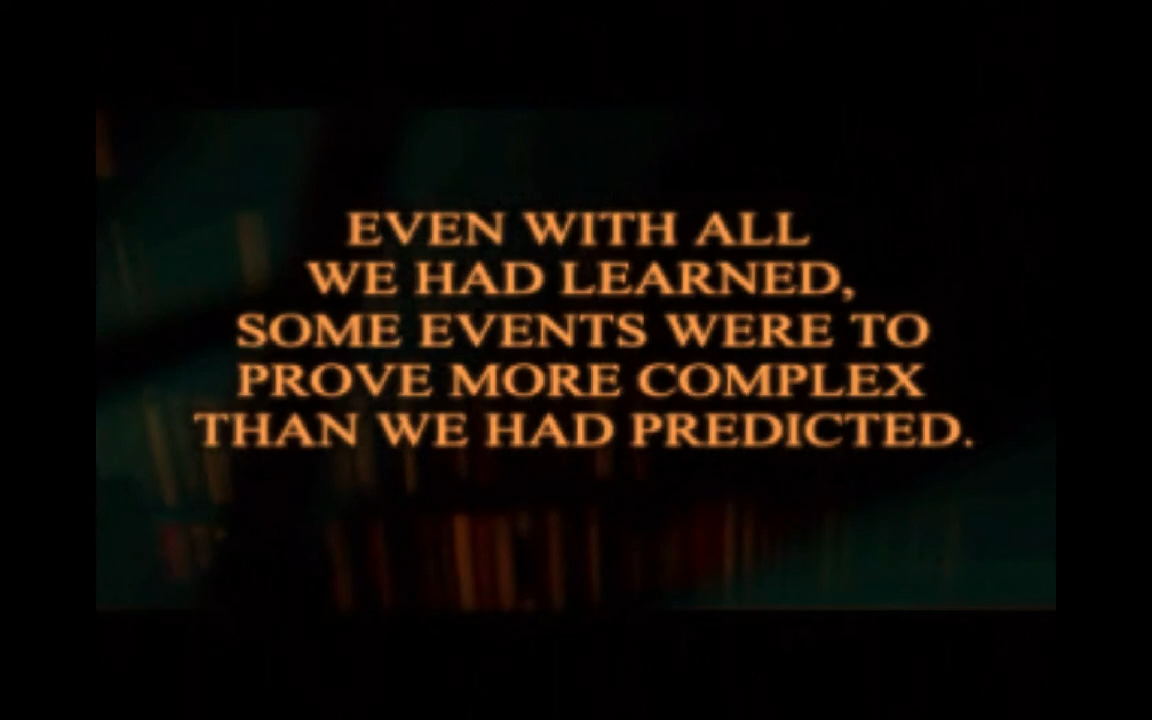 EVEN WITH ALL
WE HAD LEARNED,
SOME EVENTS WERE TO
PROVE MORE COMPLEX
THAN WE HAD PREDICTED.